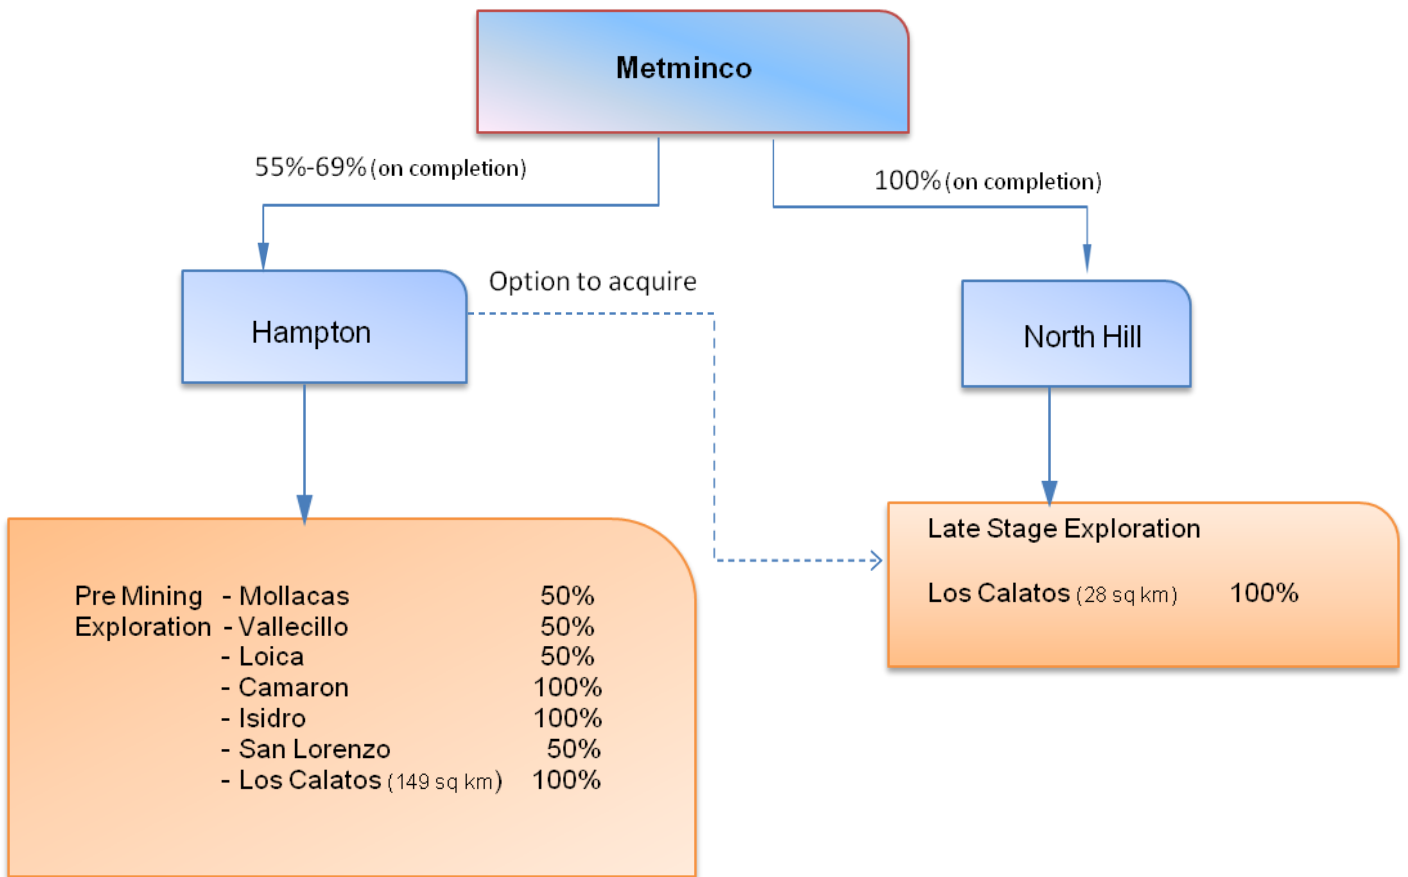 Metminco
55%-69% (on completion)
100% (on completion)
Option to acquire
Hampton
North Hill
Pre Mining - Mollacas 50%
Exploration - Vallecillo 50%
- Loica 50%
- Camaron 100%
- Isidro 100%
- San Lorenzo 50%
- Los Calatos (149 sq km) 100%
Late Stage Exploration
Los Calatos (28 sq km) 100%